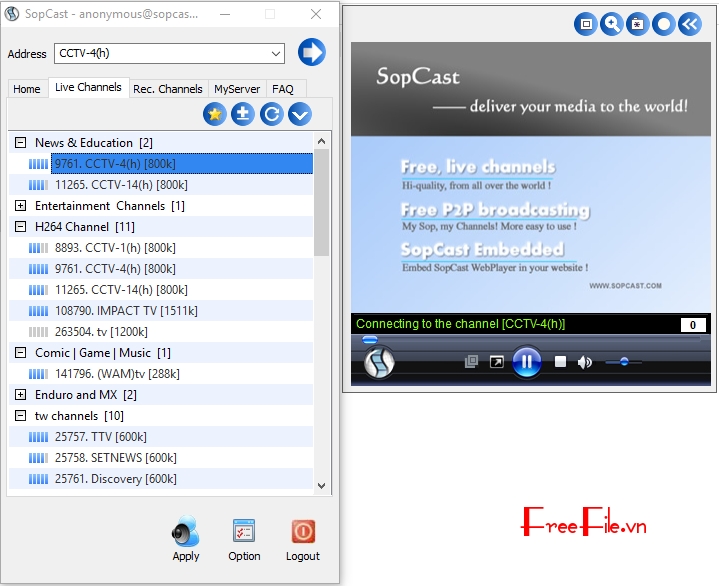 SopCast - anonymous@sopcas...
Address CCTV-4(h)
Home Live Channels Rec. Channels MyServer FAQ
News & Education [2]
9761. CCTV-4(h) [800k]
11265. CCTV-14(h) [800k]
Entertainment Channels [1]
H264 Channel [11]
8893. CCTV-1(h) [800k]
9761. CCTV-4(h) [800k]
11265. CCTV-14(h) [800k]
108790. IMPACT TV [1511k]
263504. tv [1200k]
Comic | Game | Music [1]
141796. (WAM)tv [288k]
Enduro and MX [2]
tw channels [10]
25757. TTV [600k]
25758. SETNEWS [600k]
25761. Discovery [600k]
Apply Option Logout
SopCast
—— deliver your media to the world!
Free, live channels
Hi-quality, from all over the world !
Free P2P broadcasting
My Sop, my Channels! More easy to use !
SopCast Embedded
Embed SopCast WebPlayer in your website !
WWW.SOPCAST.COM
Connecting to the channel [CCTV-4(h)] 0
FreeFile.vn